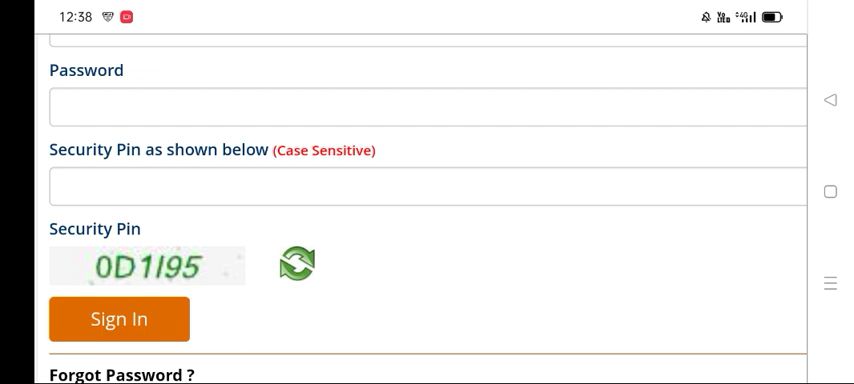 12:38
Password
Security Pin as shown below (Case Sensitive)
Security Pin
0D1I95
Sign In
Forgot Password ?